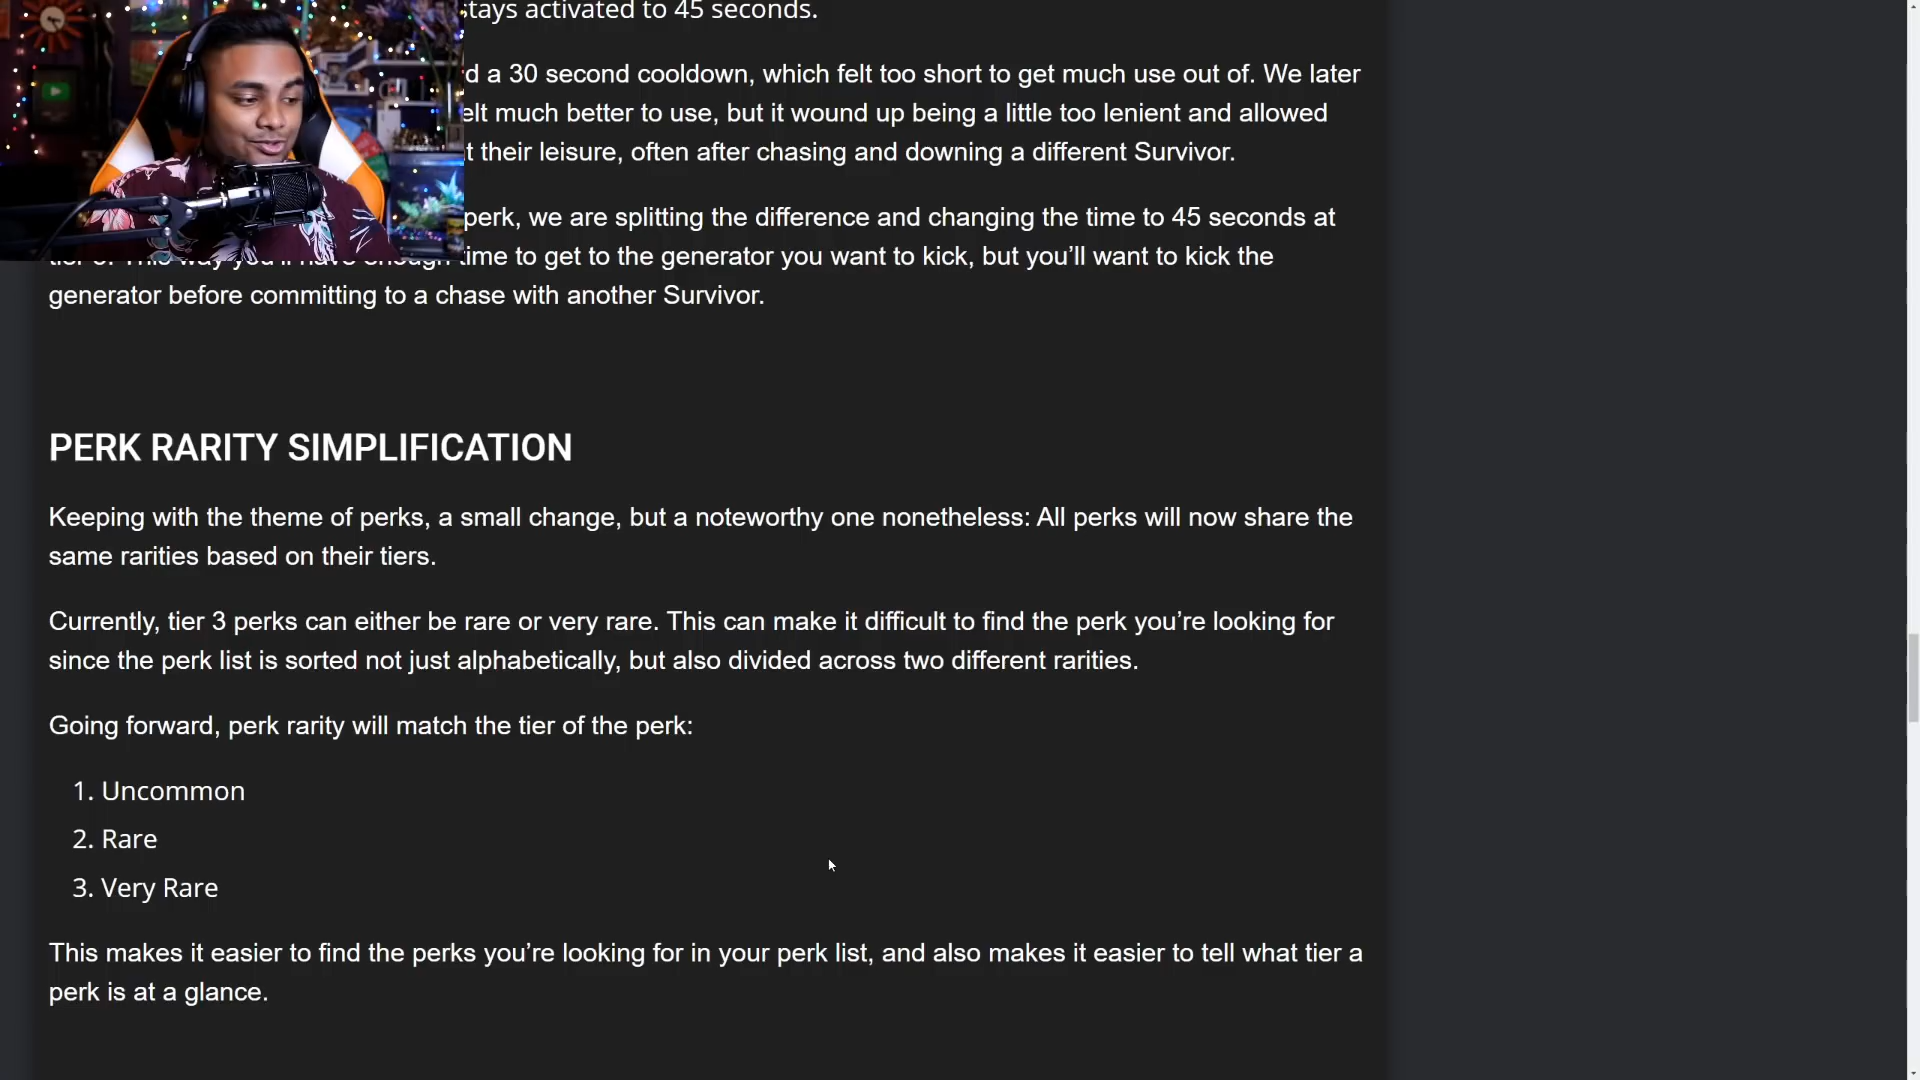 stays activated to 45 seconds.
d a 30 second cooldown, which felt too short to get much use out of. We later
elt much better to use, but it wound up being a little too lenient and allowed
t their leisure, often after chasing and downing a different Survivor.
perk, we are splitting the difference and changing the time to 45 seconds at
time to get to the generator you want to kick, but you’ll want to kick the
generator before committing to a chase with another Survivor.
PERK RARITY SIMPLIFICATION
Keeping with the theme of perks, a small change, but a noteworthy one nonetheless: All perks will now share the
same rarities based on their tiers.
Currently, tier 3 perks can either be rare or very rare. This can make it difficult to find the perk you’re looking for
since the perk list is sorted not just alphabetically, but also divided across two different rarities.
Going forward, perk rarity will match the tier of the perk:
1. Uncommon
2. Rare
3. Very Rare
This makes it easier to find the perks you’re looking for in your perk list, and also makes it easier to tell what tier a
perk is at a glance.